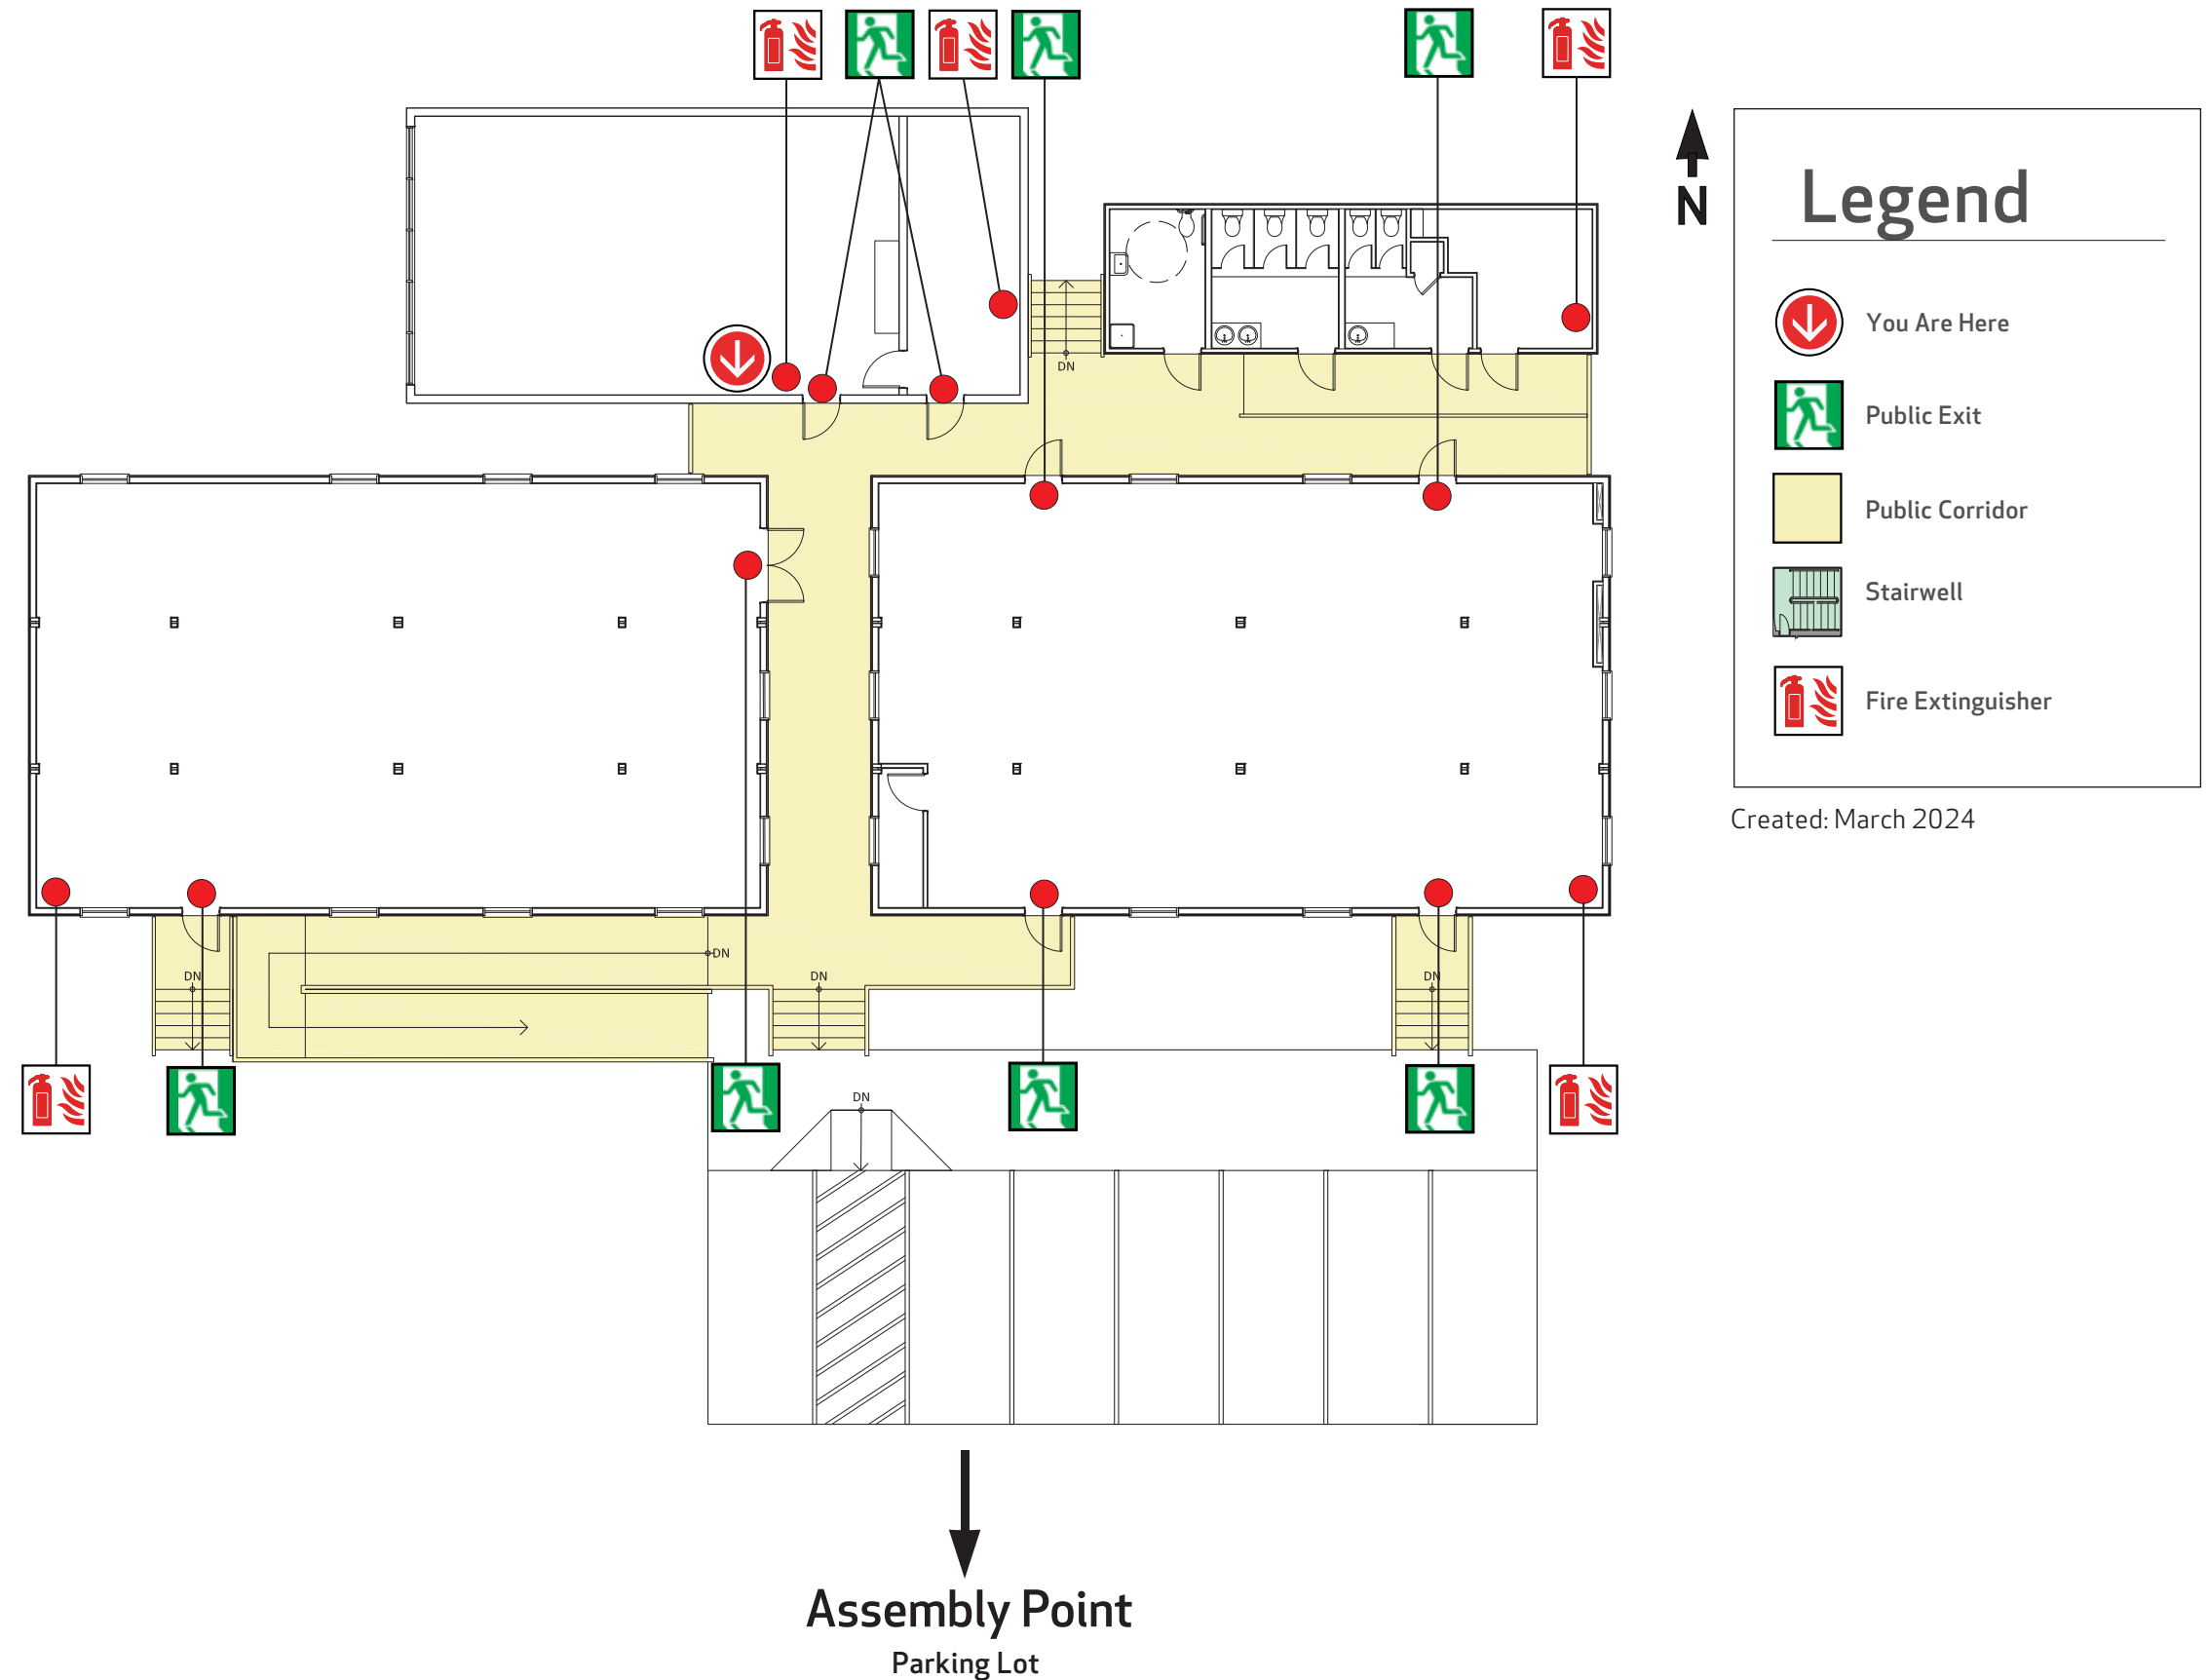 N
Legend
You Are Here
Public Exit
Public Corridor
Stairwell
Fire Extinguisher
Created: March 2024
DN
DN
DN
DN
DN
DN
Assembly Point
Parking Lot